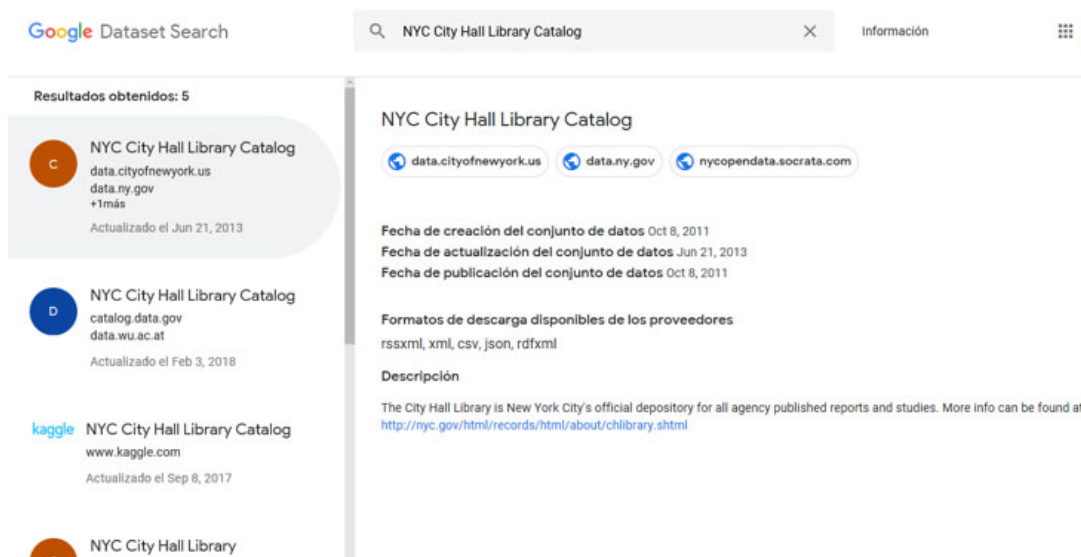 Google Dataset Search
NYC City Hall Library Catalog
Información
Resultados obtenidos: 5
C
NYC City Hall Library Catalog
data.cityofnewyork.us
data.ny.gov
+1más
Actualizado el Jun 21, 2013
D
NYC City Hall Library Catalog
catalog.data.gov
data.wu.ac.at
Actualizado el Feb 3, 2018
kaggle
NYC City Hall Library Catalog
www.kaggle.com
Actualizado el Sep 8, 2017
NYC City Hall Library
NYC City Hall Library Catalog
data.cityofnewyork.us
data.ny.gov
nycopendata.socrata.com
Fecha de creación del conjunto de datos Oct 8, 2011
Fecha de actualización del conjunto de datos Jun 21, 2013
Fecha de publicación del conjunto de datos Oct 8, 2011
Formatos de descarga disponibles de los proveedores
rssxml, xml, csv, json, rdfxml
Descripción
The City Hall Library is New York City's official depository for all agency published reports and studies. More info can be found at
http://nyc.gov/html/records/html/about/chlibrary.shtml